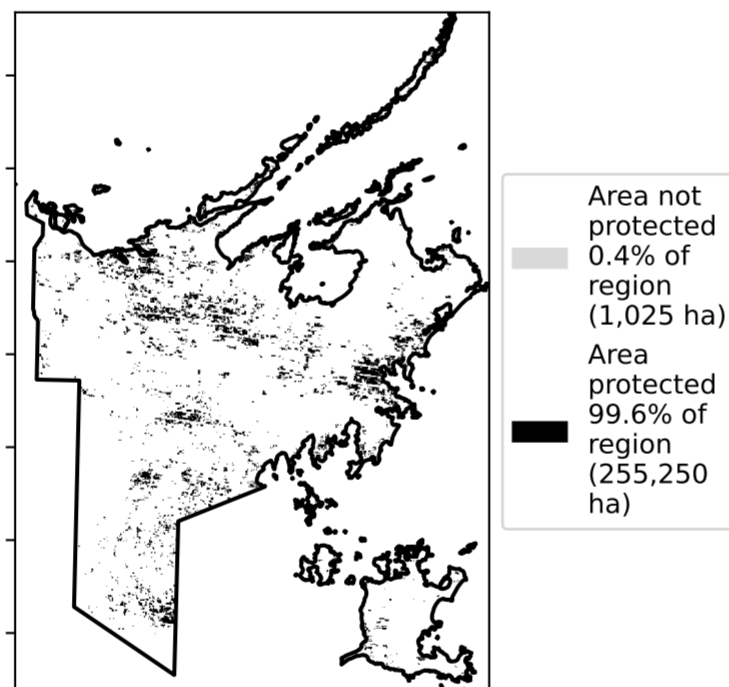 Area not
protected
0.4% of
region
(1,025 ha)
Area
protected
99.6% of
region
(255,250
ha)